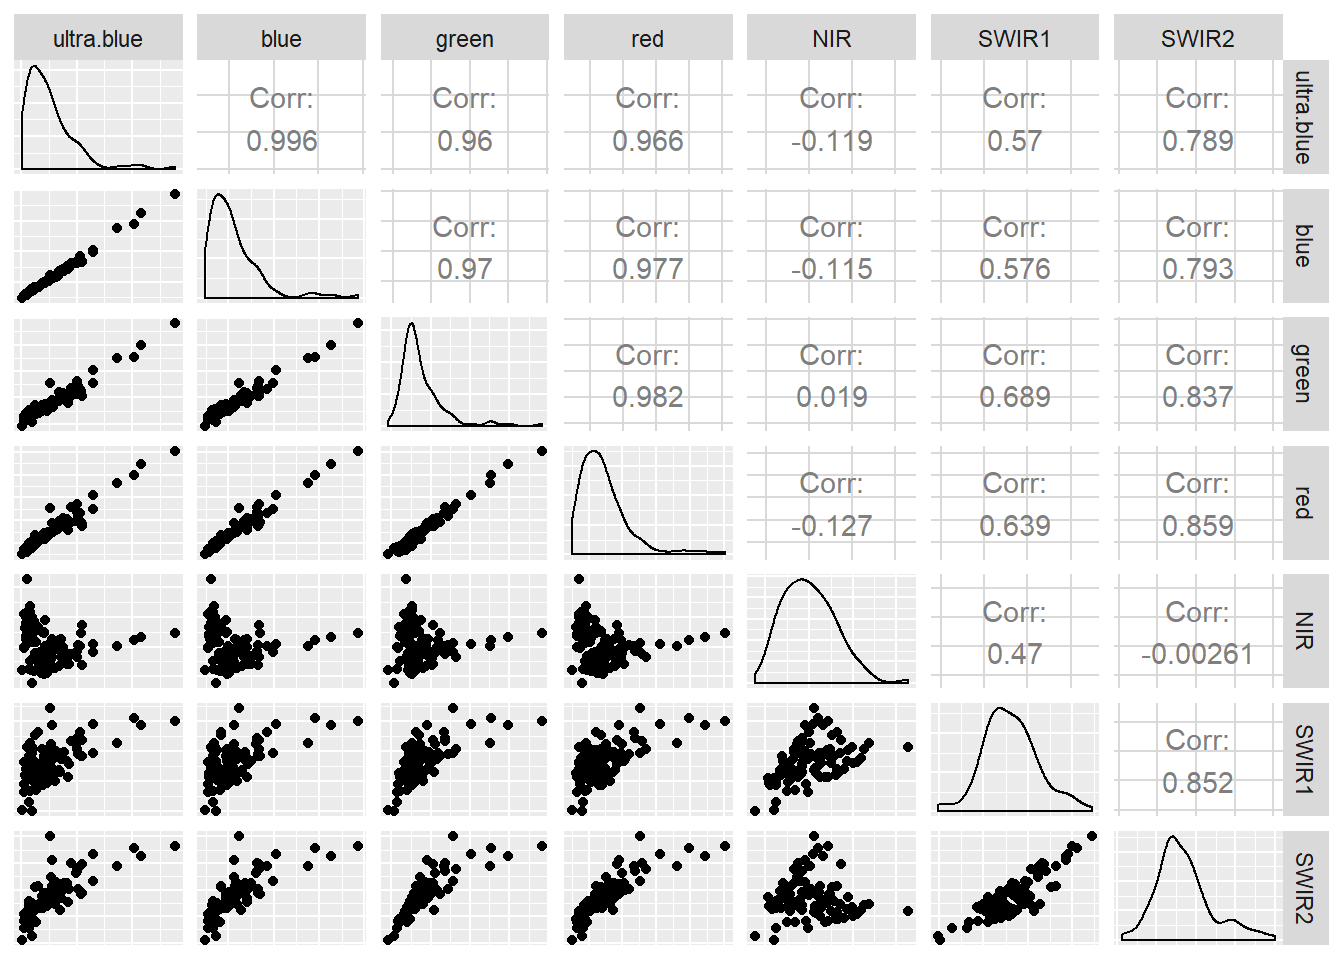 ultra.blue blue green red NIR SWIR1 SWIR2
Corr: Corr: Corr: Corr: Corr: Corr:
0.996 0.96 0.966 -0.119 0.57 0.789
ultra.blue
Corr: Corr: Corr: Corr: Corr:
0.97 0.977 -0.115 0.576 0.793
blue
Corr: Corr: Corr: Corr:
0.982 0.019 0.689 0.837
green
Corr: Corr: Corr:
-0.127 0.639 0.859
red
Corr: Corr:
0.47 -0.00261
NIR
Corr:
0.852
SWIR1
SWIR2